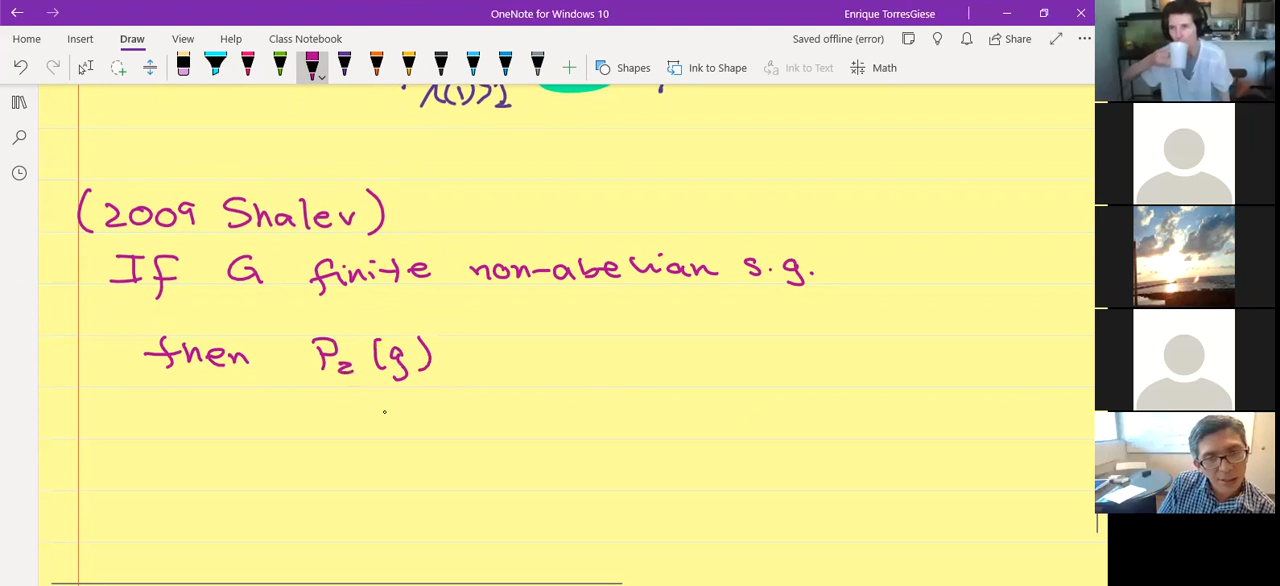 OneNote for Windows 10
Enrique TorresGiese
Home Insert Draw View Help Class Notebook
Saved offline (error) Share
Shapes Ink to Shape Ink to Text Math
(2009 Shalev)
If G finite non-abelian s.g.
then P₂(g)